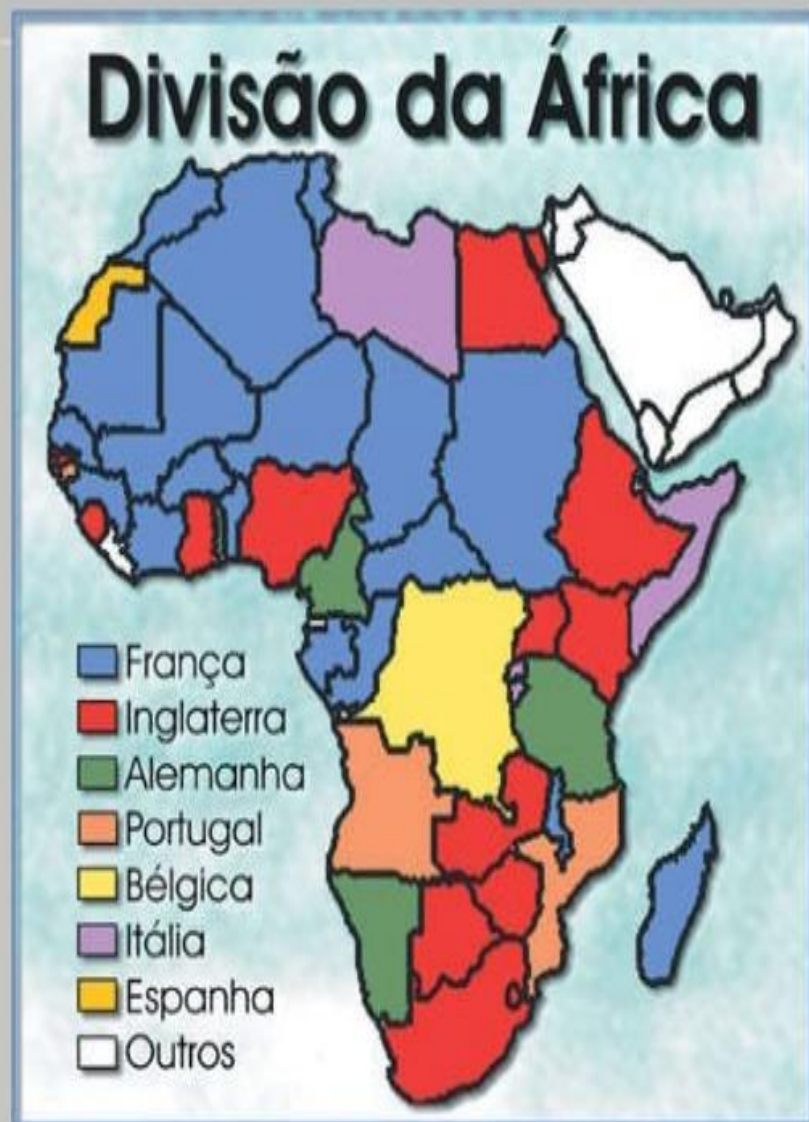 Divisão da África
França
Inglaterra
Alemanha
Portugal
Bélgica
Itália
Espanha
Outros